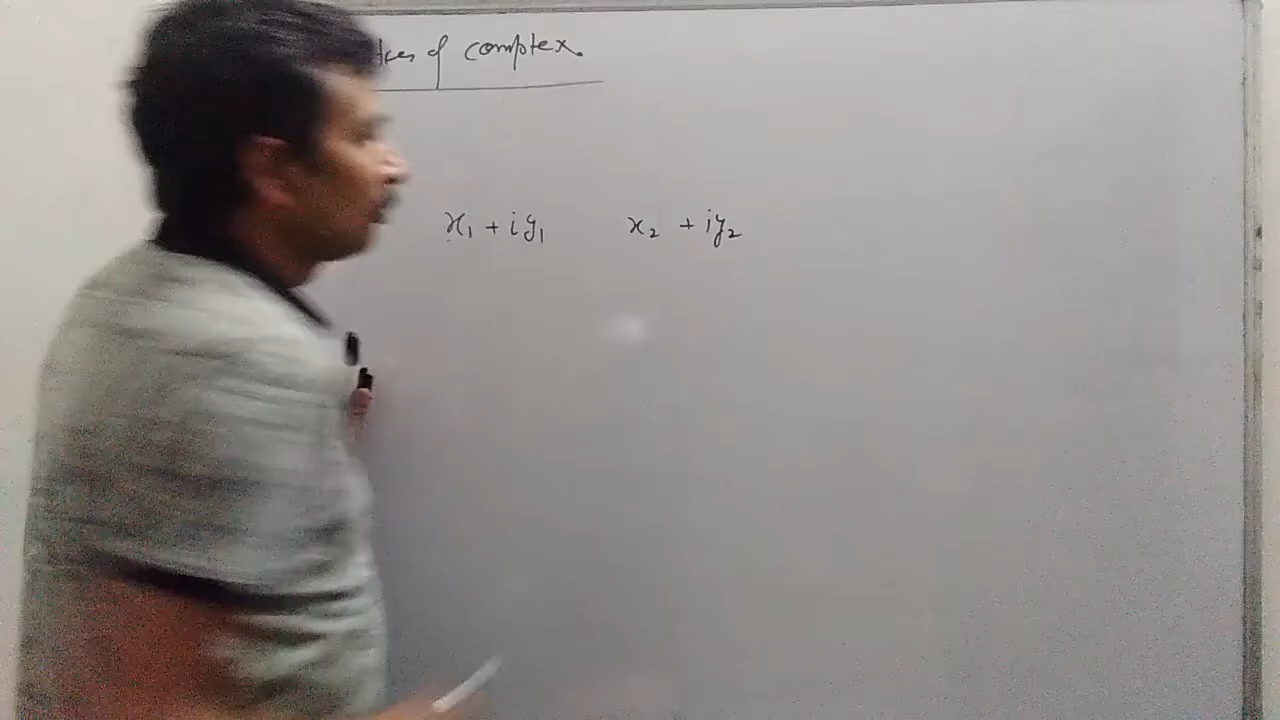 of complex.
x₁ + iy₁ x₂ + iy₂